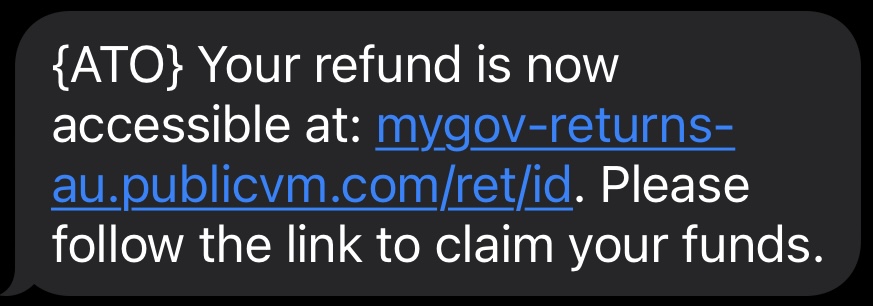 {ATO} Your refund is now
accessible at: mygov-returns-
au.publicvm.com/ret/id. Please
follow the link to claim your funds.